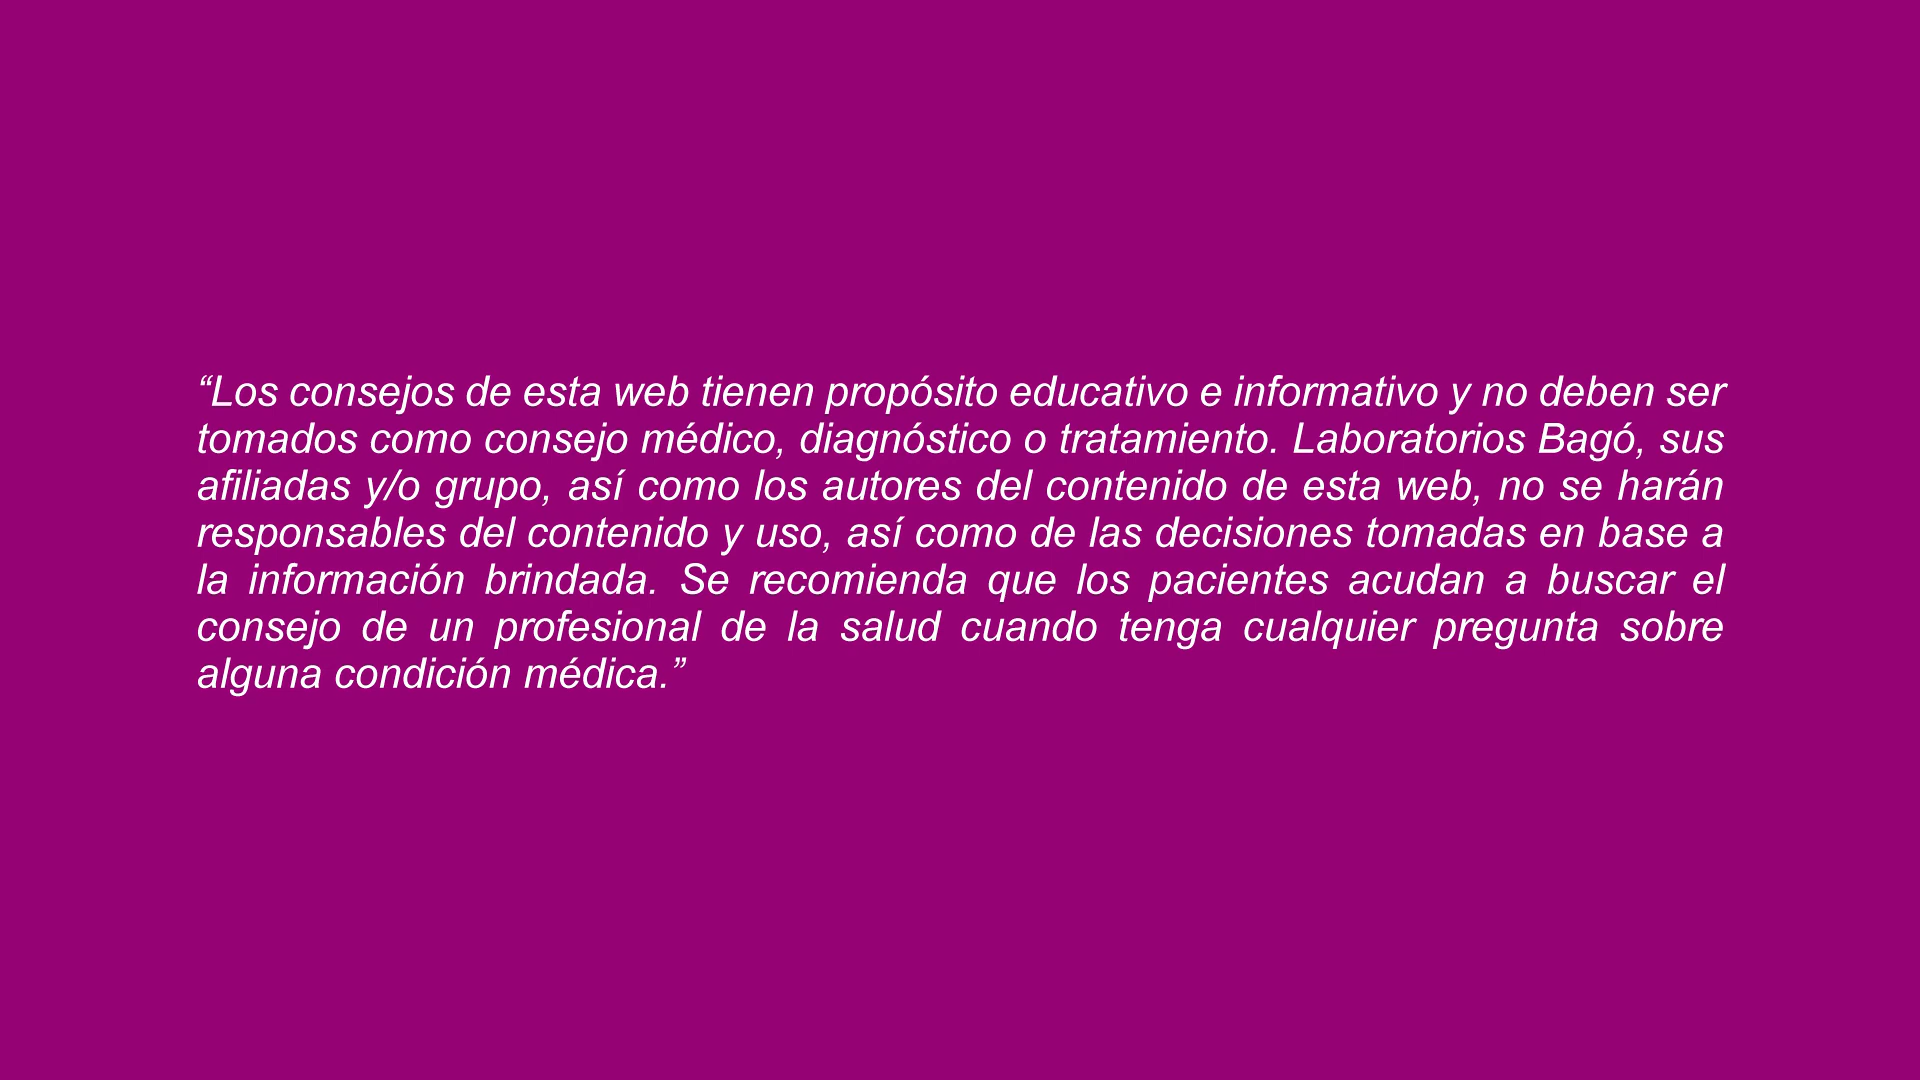 “Los consejos de esta web tienen propósito educativo e informativo y no deben ser
tomados como consejo médico, diagnóstico o tratamiento. Laboratorios Bagó, sus
afiliadas y/o grupo, así como los autores del contenido de esta web, no se harán
responsables del contenido y uso, así como de las decisiones tomadas en base a
la información brindada. Se recomienda que los pacientes acudan a buscar el
consejo de un profesional de la salud cuando tenga cualquier pregunta sobre
alguna condición médica.”